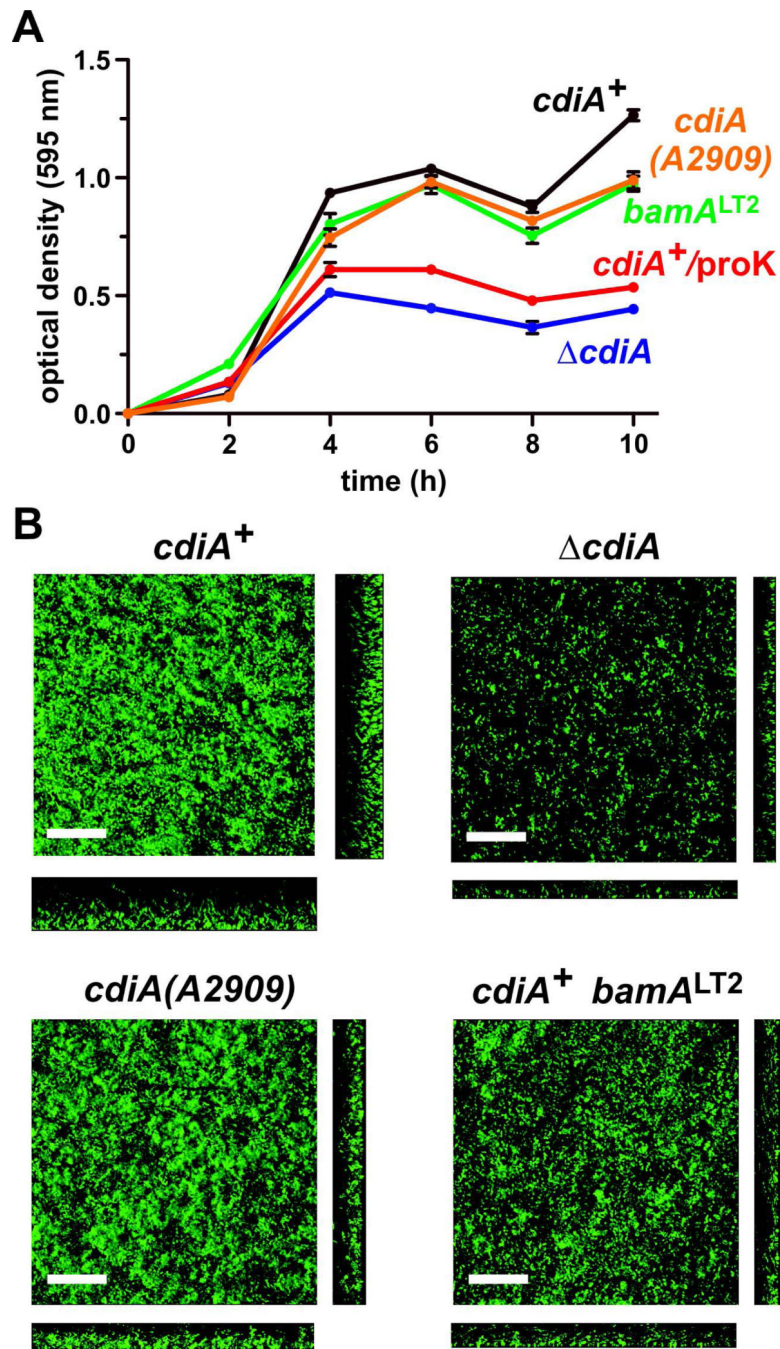 A
1.5
1.0
0.5
0.0
optical density (595 nm)
0 2 4 6 8 10
time (h)
cdiA+
cdiA
(A2909)
bamALT2
cdiA+/proK
ΔcdiA
B
cdiA+
ΔcdiA
cdiA(A2909)
cdiA+ bamALT2